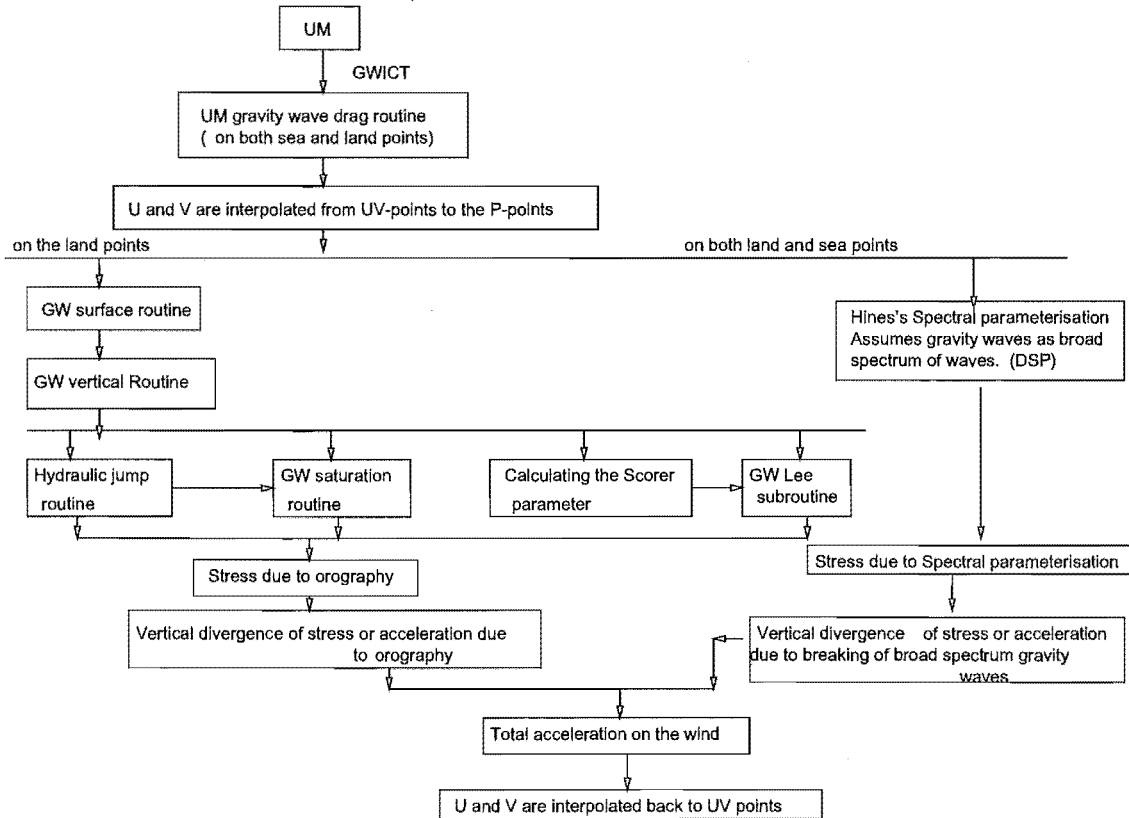 UM
GWICT
UM gravity wave drag routine
( on both sea and land points)
U and V are interpolated from UV-points to the P-points
on the land points
on both land and sea points
GW surface routine
Hines's Spectral parameterisation
Assumes gravity waves as broad
spectrum of waves. (DSP)
GW vertical Routine
Hydraulic jump
routine
GW saturation
routine
Calculating the Scorer
parameter
GW Lee
subroutine
Stress due to orography
Stress due to Spectral parameterisation
Vertical divergence of stress or acceleration due
to orography
Vertical divergence of stress or acceleration
due to breaking of broad spectrum gravity
waves
Total acceleration on the wind
U and V are interpolated back to UV points